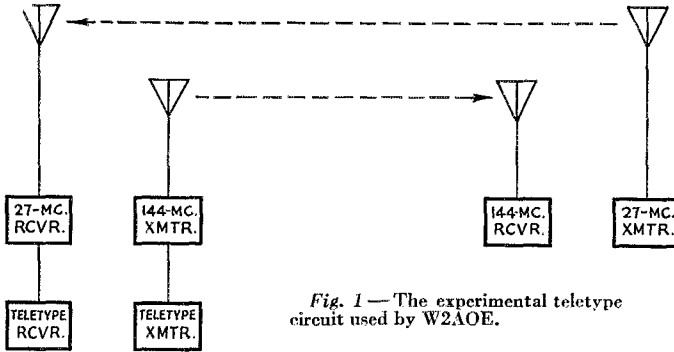 27-MC.
RCVR.
144-MC.
XMTR.
144-MC.
RCVR.
27-MC.
XMTR.
TELETYPE
RCVR.
TELETYPE
XMTR.
Fig. 1—The experimental teletype
circuit used by W2AOE.